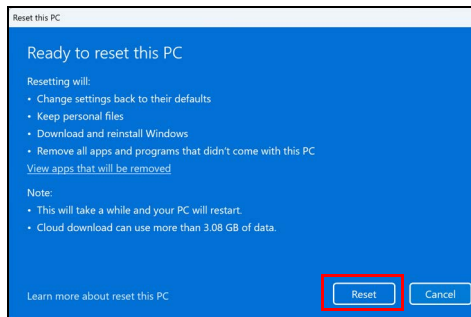 Reset this PC
Ready to reset this PC
Resetting will:
• Change settings back to their defaults
• Keep personal files
• Download and reinstall Windows
• Remove all apps and programs that didn't come with this PC
View apps that will be removed
Note:
• This will take a while and your PC will restart.
• Cloud download can use more than 3.08 GB of data.
Learn more about reset this PC
Reset
Cancel